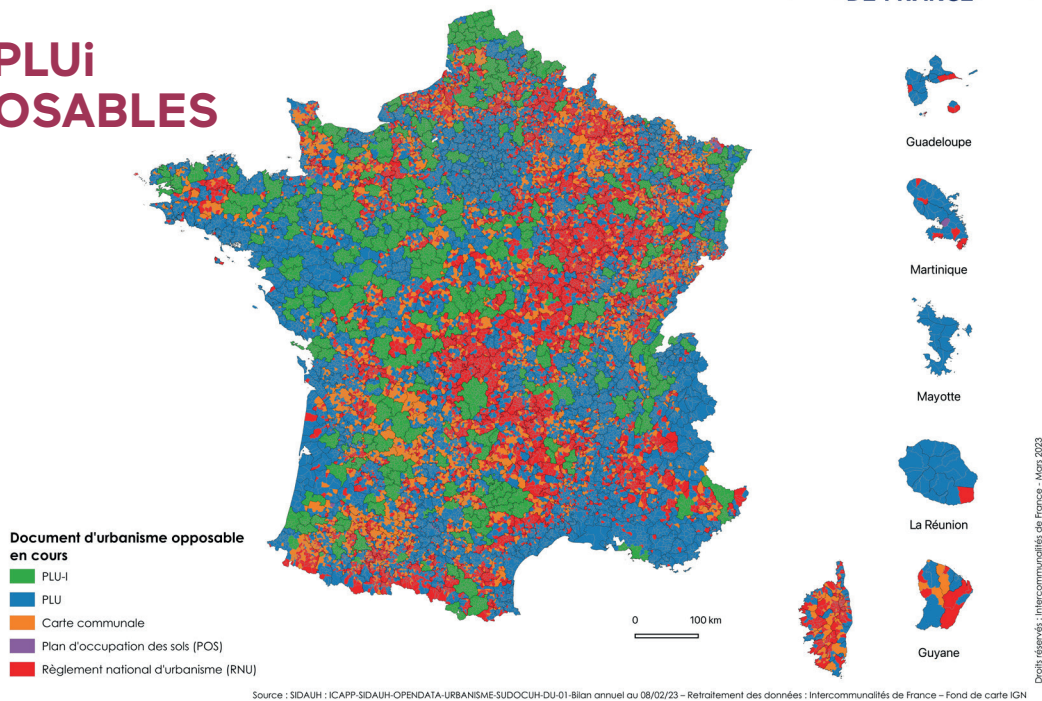 DE FRANCE
PLUi
OSABLES
Guadeloupe
Martinique
Mayotte
La Réunion
Guyane
Document d'urbanisme opposable
en cours
PLU-I
PLU
Carte communale
Plan d'occupation des sols (POS)
Règlement national d'urbanisme (RNU)
0 100 km
Droits réservés : Intercommunalités de France - Mars 2023
Source : SIDAUH : ICAPP-SIDAUH-OPENDATA-URBANISME-SUDOCUH-DU-01-Bilan annuel au 08/02/23 – Retraitement des données : Intercommunalités de France – Fond de carte IGN